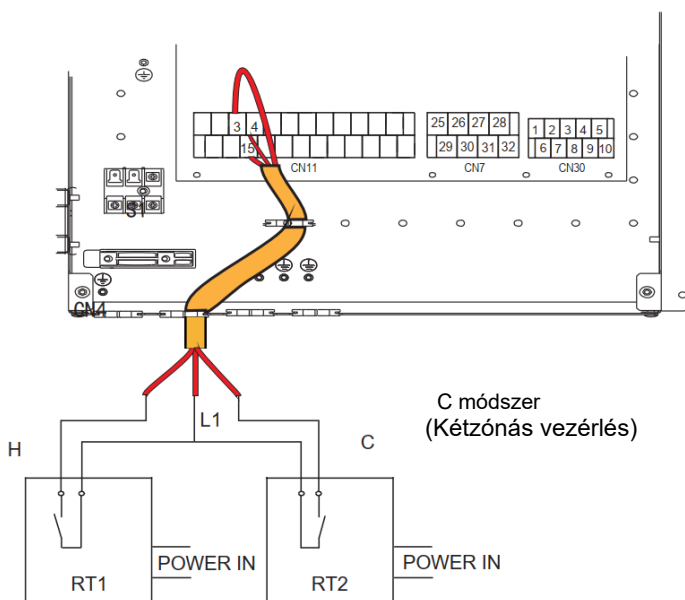 3 4
15
CN11
25 26 27 28
29 30 31 32
CN7
1 2 3 4 5
6 7 8 9 10
CN30
S1
CN4
C módszer
(Kétzónás vezérlés)
L1
H
C
POWER IN
POWER IN
RT1
RT2